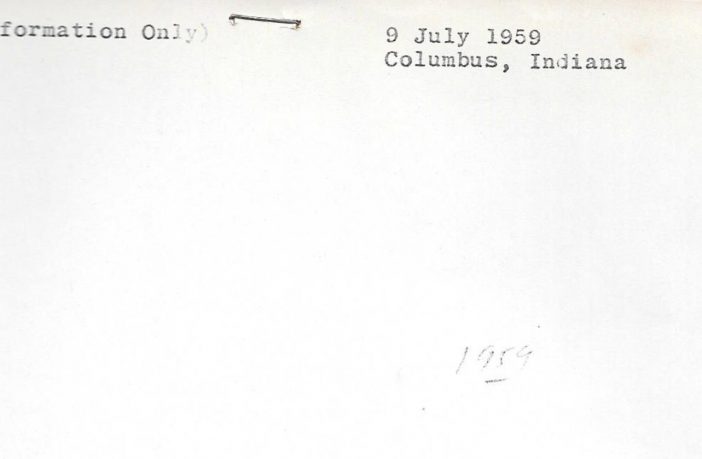 formation Only)
9 July 1959
Columbus, Indiana
1959